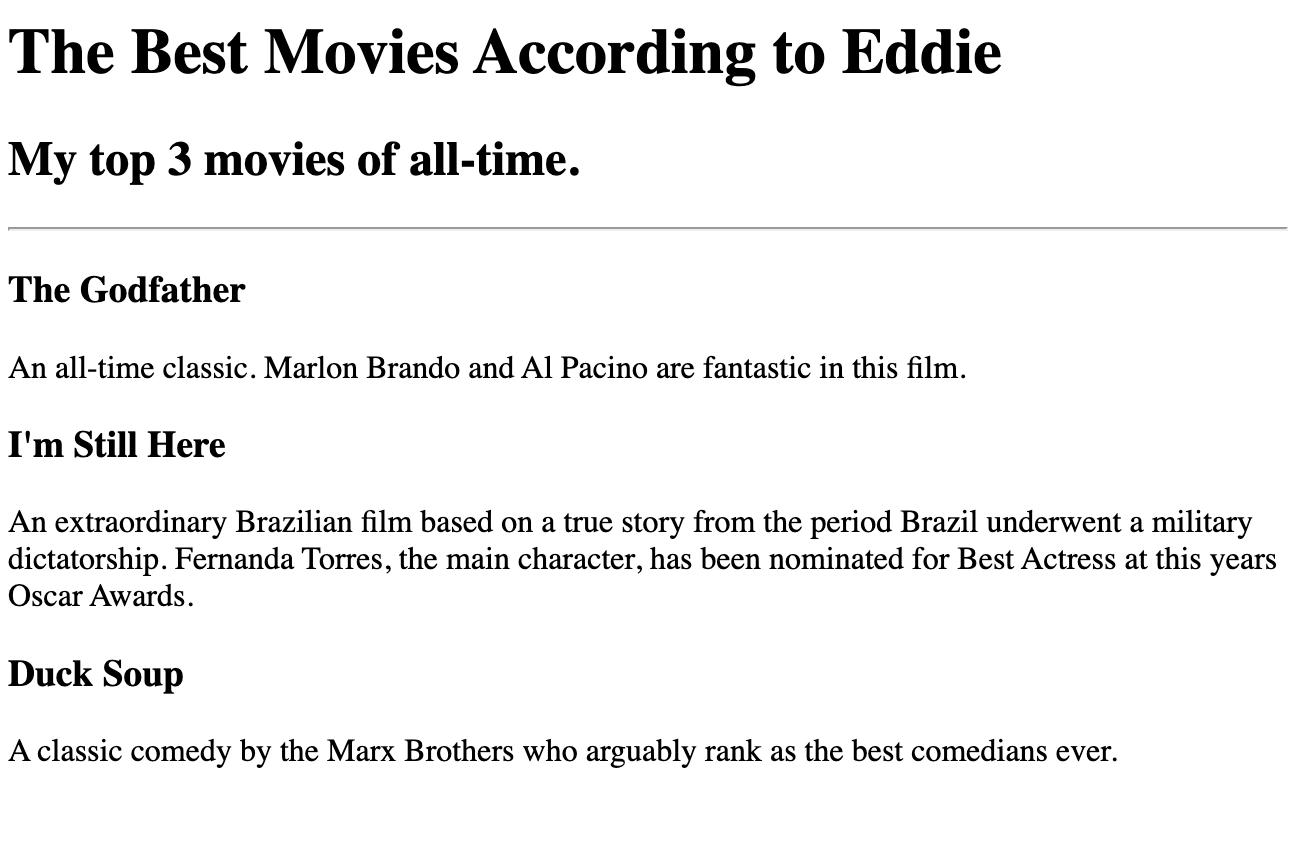 The Best Movies According to Eddie
My top 3 movies of all-time.
The Godfather
An all-time classic. Marlon Brando and Al Pacino are fantastic in this film.
I'm Still Here
An extraordinary Brazilian film based on a true story from the period Brazil underwent a military
dictatorship. Fernanda Torres, the main character, has been nominated for Best Actress at this years
Oscar Awards.
Duck Soup
A classic comedy by the Marx Brothers who arguably rank as the best comedians ever.